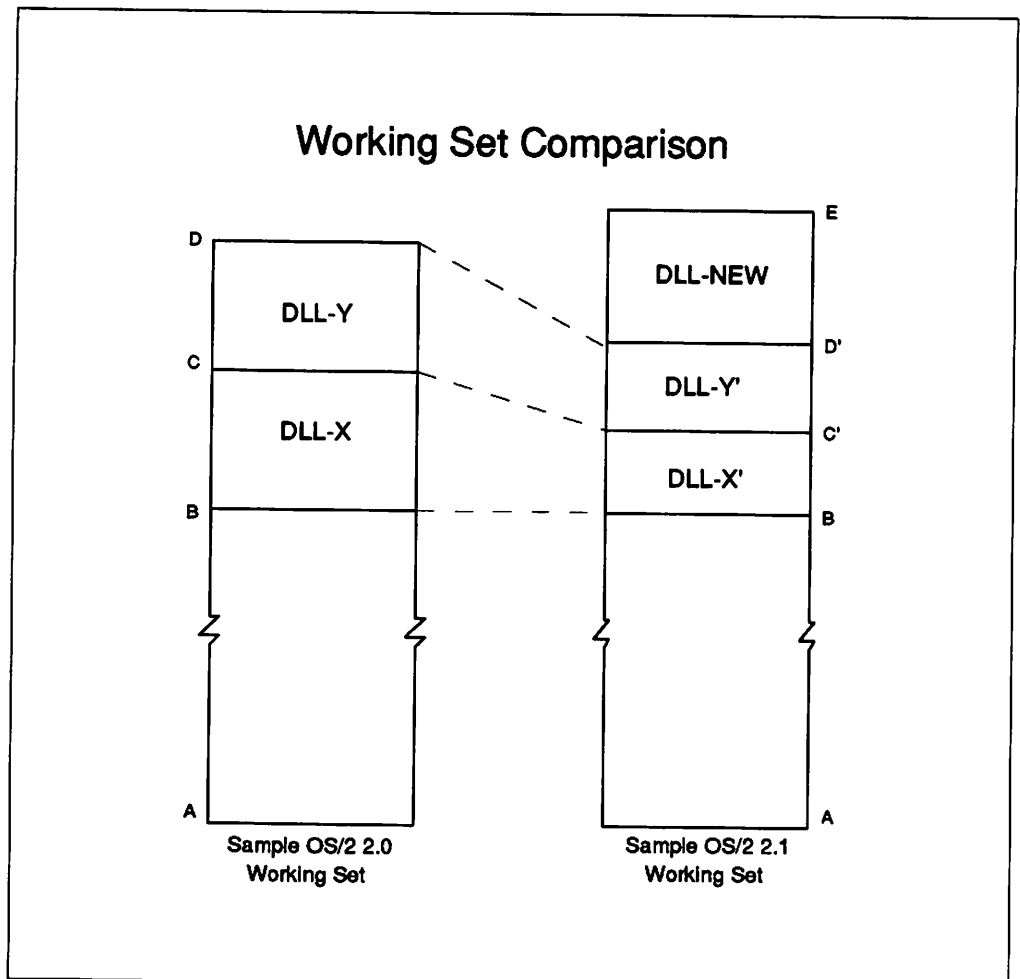 Working Set Comparison
E
D
DLL-NEW
DLL-Y
D'
C
DLL-Y'
DLL-X
C'
DLL-X'
B
B
A
A
Sample OS/2 2.0
Working Set
Sample OS/2 2.1
Working Set